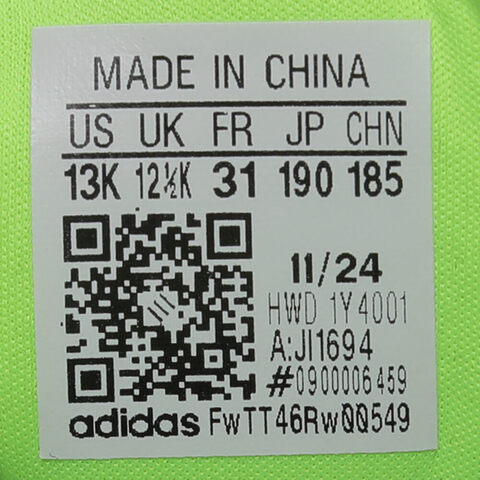 MADE IN CHINA
US UK FR JP CHN
13K 12½K 31 190 185
11/24
HWD 1Y4001
A:JI1694
#0900006459
adidas FwTT46Rw00549